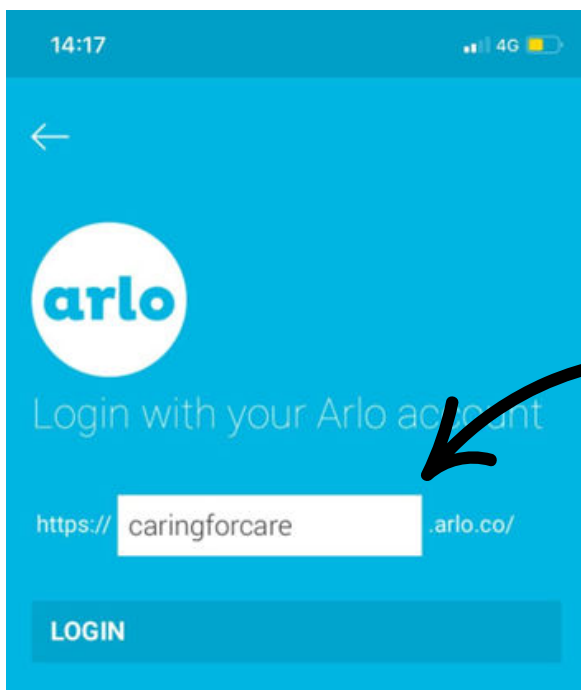 14:17 4G
arlo
Login with your Arlo account
https:// caringforcare .arlo.co/
LOGIN